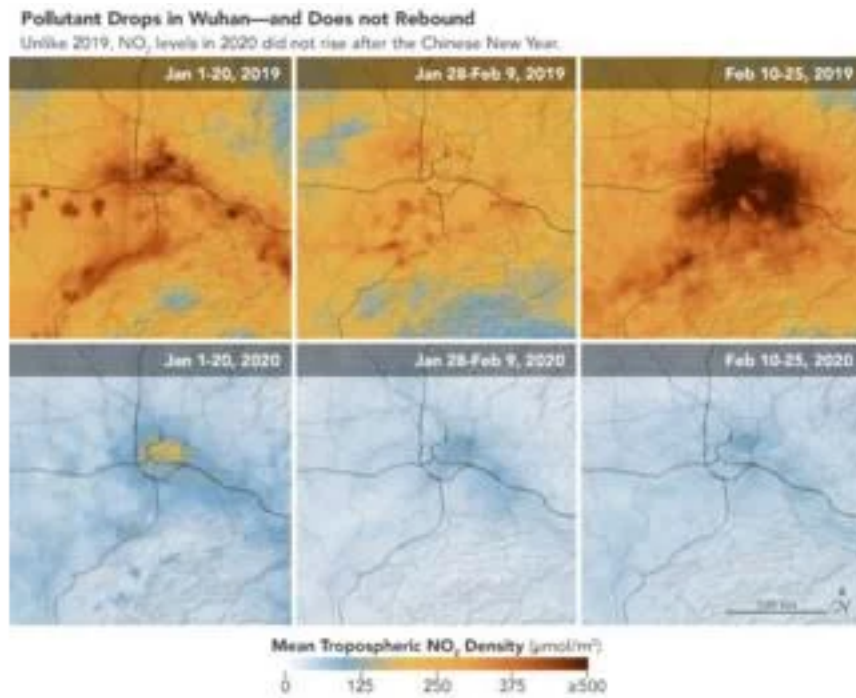 Pollutant Drops in Wuhan—and Does not Rebound
Unlike 2019, NO₂ levels in 2020 did not rise after the Chinese New Year.
Jan 1-20, 2019
Jan 28-Feb 9, 2019
Feb 10-25, 2019
Jan 1-20, 2020
Jan 28-Feb 9, 2020
Feb 10-25, 2020
N
Mean Tropospheric NO₂ Density (μmol/m²)
0 125 250 375 ≥500